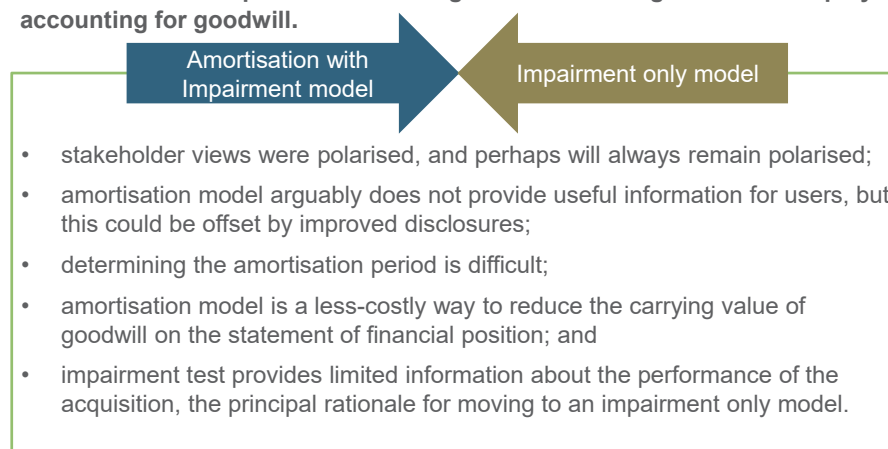 accounting for goodwill.
Amortisation with
Impairment model
Impairment only model
• stakeholder views were polarised, and perhaps will always remain polarised;
• amortisation model arguably does not provide useful information for users, but
this could be offset by improved disclosures;
• determining the amortisation period is difficult;
• amortisation model is a less-costly way to reduce the carrying value of
goodwill on the statement of financial position; and
• impairment test provides limited information about the performance of the
acquisition, the principal rationale for moving to an impairment only model.